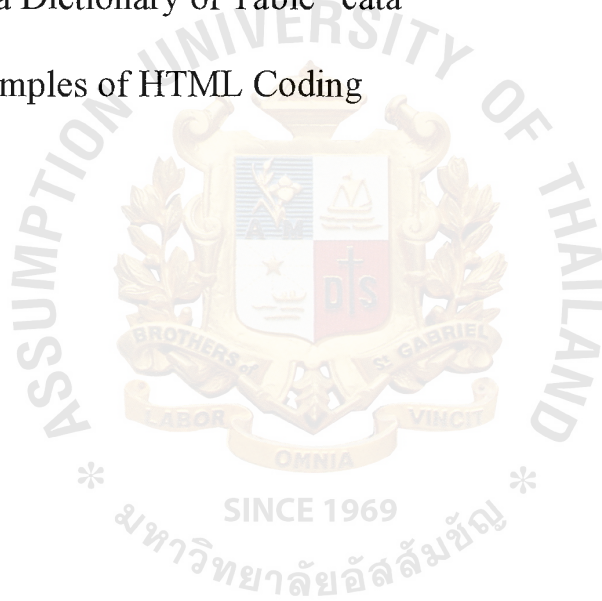 a Dictionary of Table cata
mples of HTML Coding
ASSUMPTION UNIVERSITY OF THAILAND
A M
D S
BROTHERS of St GABRIEL
LABOR OMNIA VINCIT
SINCE 1969
มหาวิทยาลัยอัสสัมชัญ